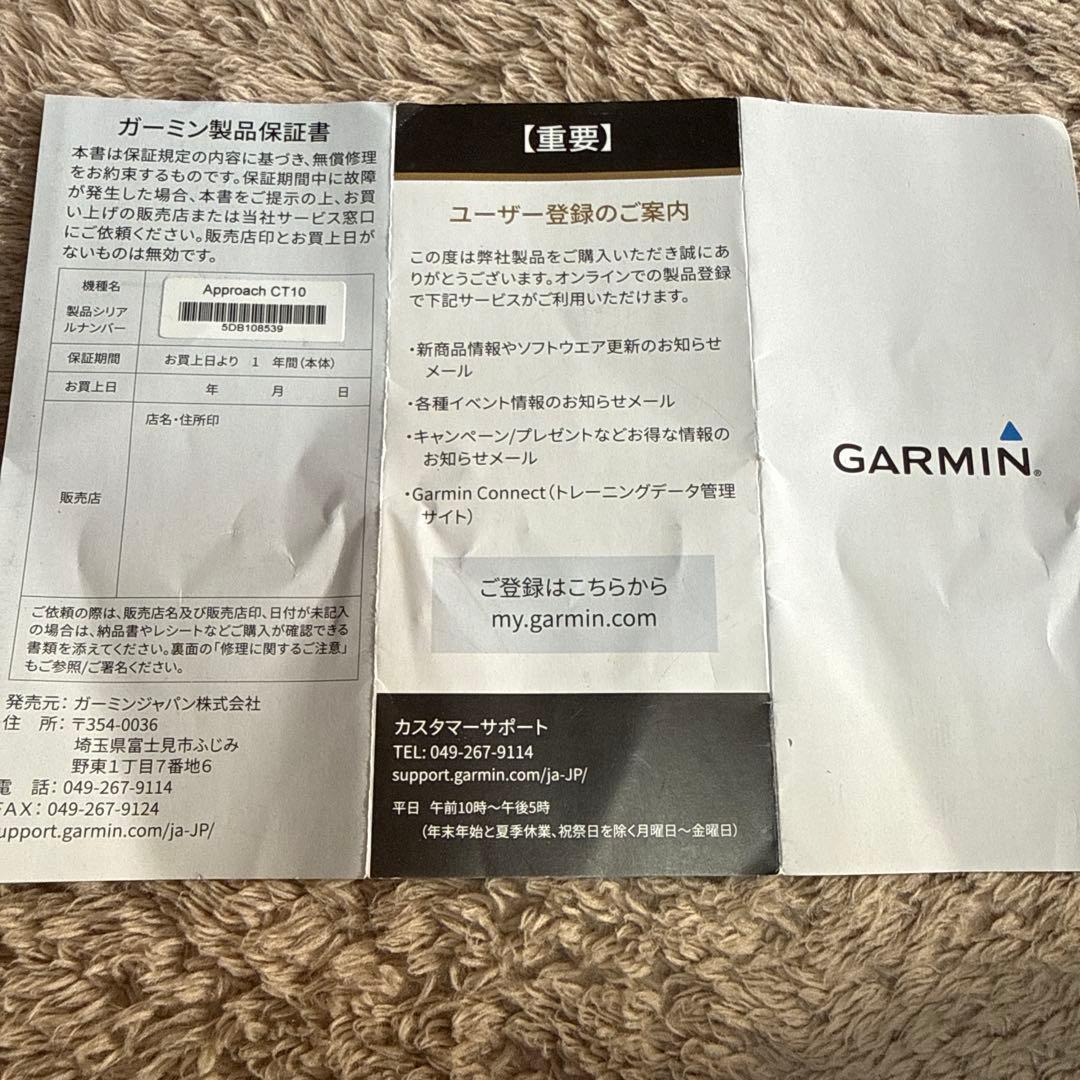 ガーミン製品保証書
本書は保証規定の内容に基づき、無償修理
をお約束するものです。保証期間中に故障
が発生した場合、本書をご提示の上、お買
い上げの販売店または当社サービス窓口
にご依頼ください。販売店印とお買上日が
ないものは無効です。
機種名
Approach CT10
製品シリア
ルナンバー
5DB108539
保証期間 お買上日より 1 年間(本体)
お買上日 年 月 日
店名・住所印
販売店
ご依頼の際は、販売店名及び販売店印、日付が未記入
の場合は、納品書やレシートなどご購入が確認できる
書類を添えてください。裏面の「修理に関するご注意」
もご参照/ご署名ください。
発売元: ガーミンジャパン株式会社
住 所: 〒354-0036
埼玉県富士見市ふじみ
野東1丁目7番地6
電 話: 049-267-9114
FAX: 049-267-9124
support.garmin.com/ja-JP/
【重要】
ユーザー登録のご案内
この度は弊社製品をご購入いただき誠にあ
りがとうございます。オンラインでの製品登録
で下記サービスがご利用いただけます。
・新商品情報やソフトウエア更新のお知らせ
メール
・各種イベント情報のお知らせメール
・キャンペーン/プレゼントなどお得な情報の
お知らせメール
・Garmin Connect(トレーニングデータ管理
サイト)
ご登録はこちらから
my.garmin.com
カスタマーサポート
TEL: 049-267-9114
support.garmin.com/ja-JP/
平日 午前10時～午後5時
(年末年始と夏季休業、祝祭日を除く月曜日～金曜日)
GARMIN®